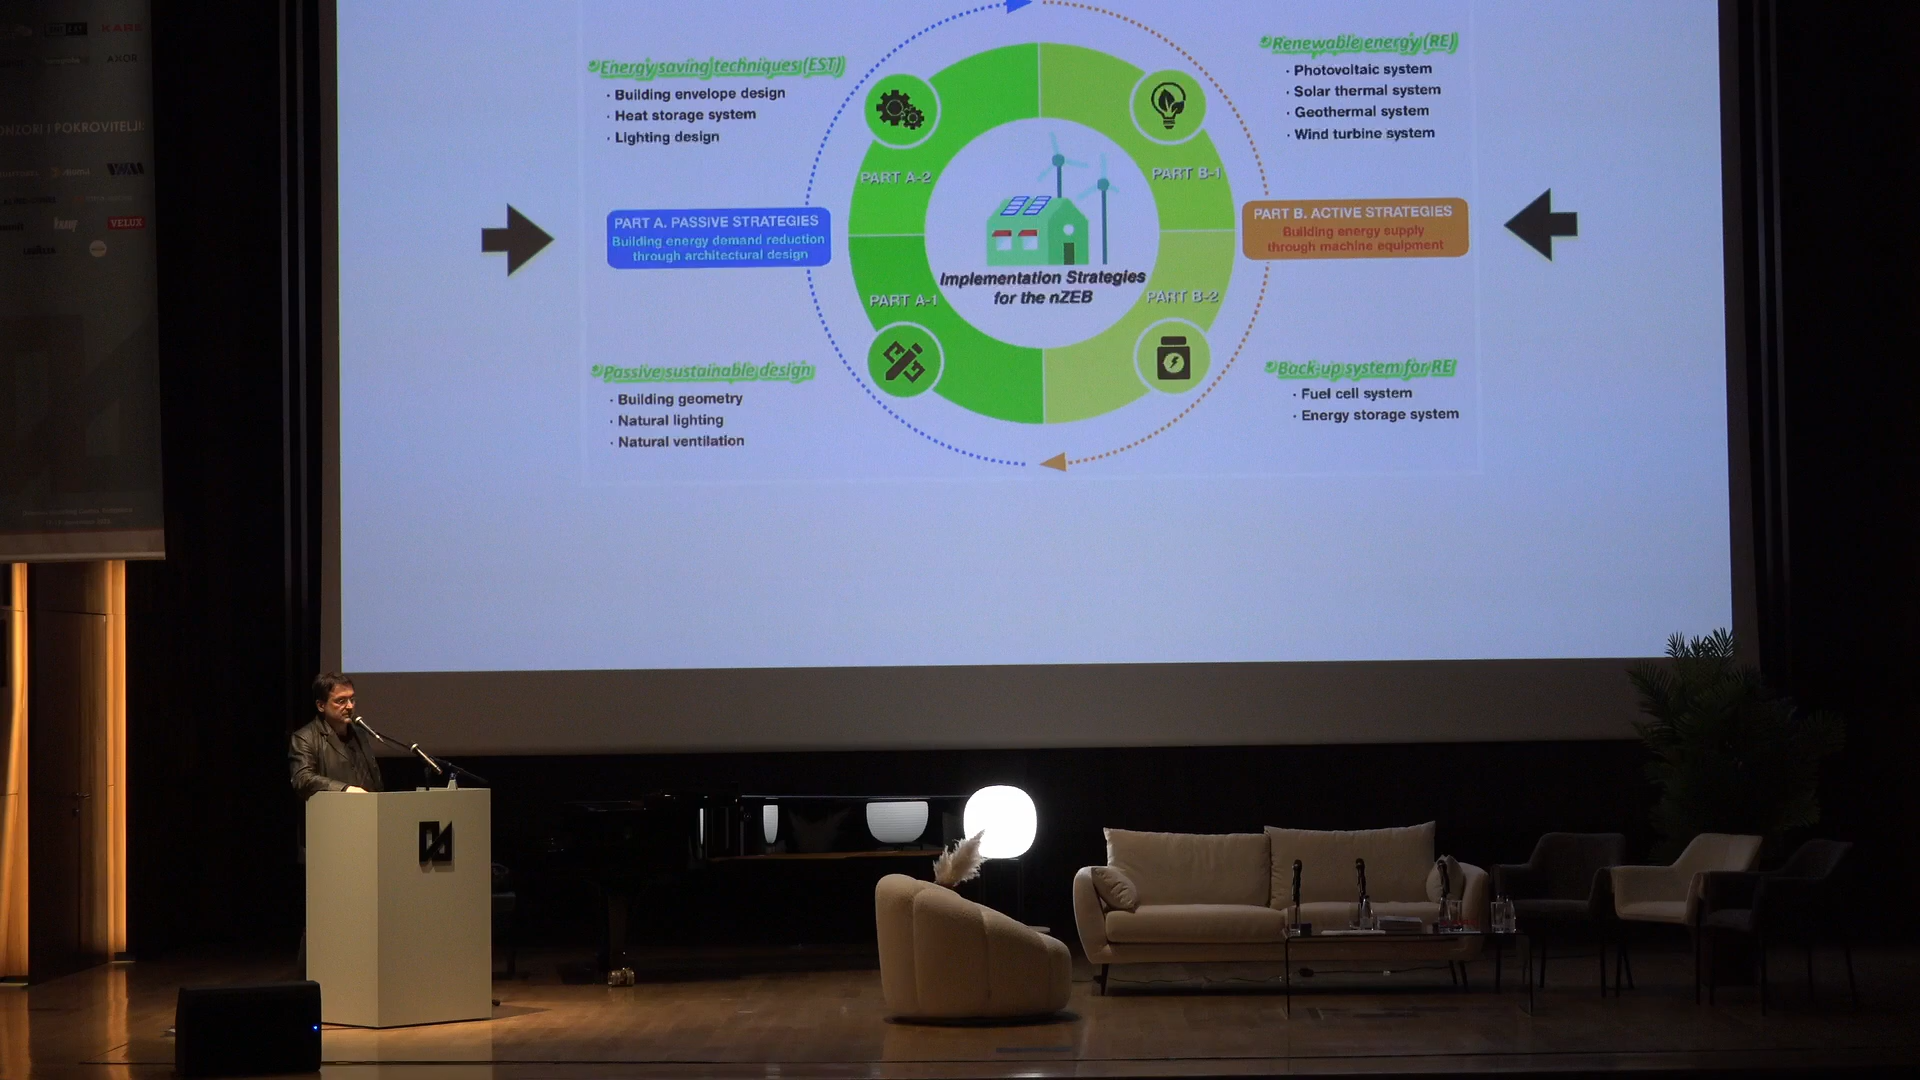 KARE
AXOR
ONZORI I POKROVITELJI:
VELUX
Energy saving techniques (EST)
· Building envelope design
· Heat storage system
· Lighting design
PART A. PASSIVE STRATEGIES
Building energy demand reduction
through architectural design
Passive sustainable design
· Building geometry
· Natural lighting
· Natural ventilation
PART A-2
PART B-1
PART A-1
PART B-2
Implementation Strategies
for the nZEB
Renewable energy (RE)
· Photovoltaic system
· Solar thermal system
· Geothermal system
· Wind turbine system
PART B. ACTIVE STRATEGIES
Building energy supply
through machine equipment
Back-up system for RE
· Fuel cell system
· Energy storage system